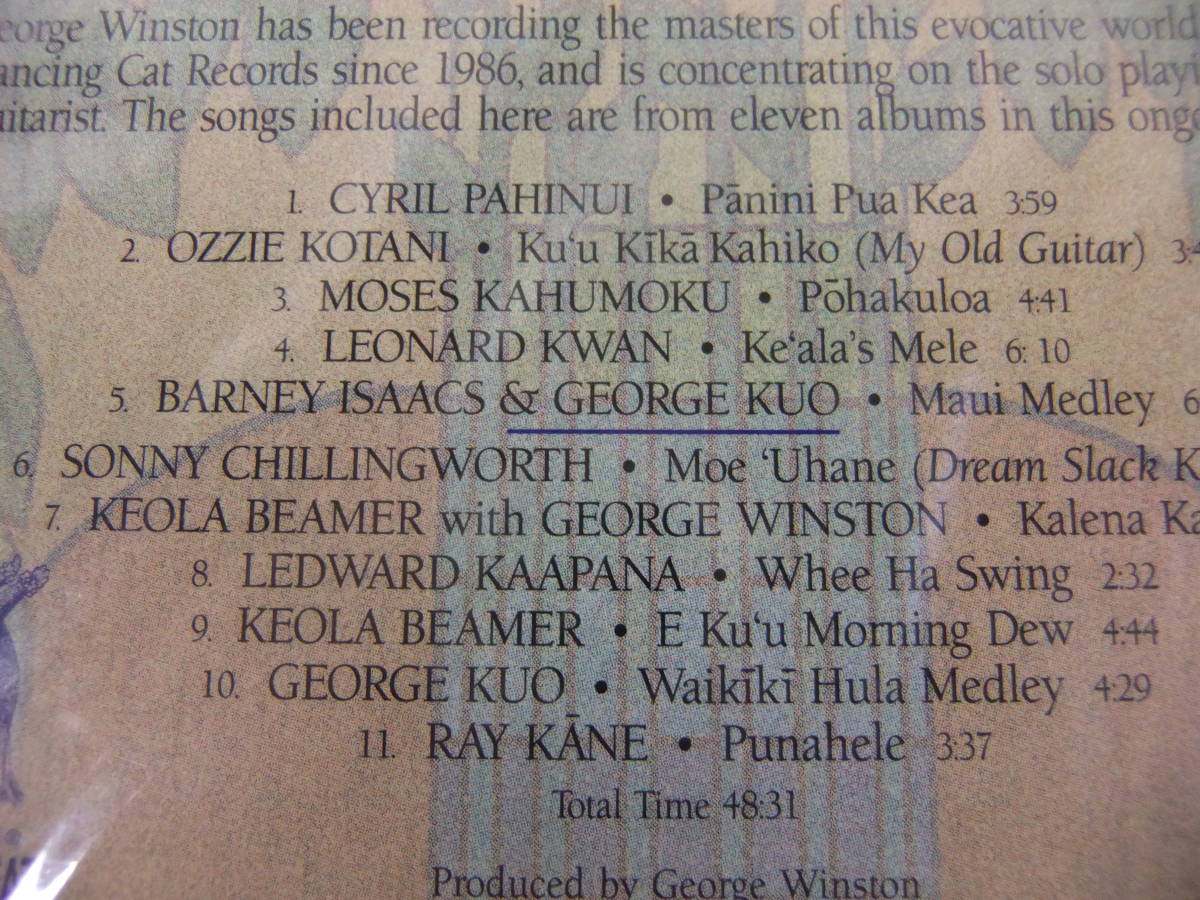 George Winston has been recording the masters of this evocative world
ancing Cat Records since 1986, and is concentrating on the solo playi
uitarist. The songs included here are from eleven albums in this ong
1. CYRIL PAHINUI • Pānini Pua Kea 3:59
2. OZZIE KOTANI • Ku‘u Kīkā Kahiko (My Old Guitar) 3:4
3. MOSES KAHUMOKU • Pōhakuloa 4:41
4. LEONARD KWAN • Ke‘ala’s Mele 6: 10
5. BARNEY ISAACS & GEORGE KUO • Maui Medley 6
6. SONNY CHILLINGWORTH • Moe ‘Uhane (Dream Slack K
7. KEOLA BEAMER with GEORGE WINSTON • Kalena Ka
8. LEDWARD KAAPANA • Whee Ha Swing 2:32
9. KEOLA BEAMER • E Ku‘u Morning Dew 4:44
10. GEORGE KUO • Waikīkī Hula Medley 4:29
11. RAY KĀNE • Punahele 3:37
Total Time 48:31
Produced by George Winston